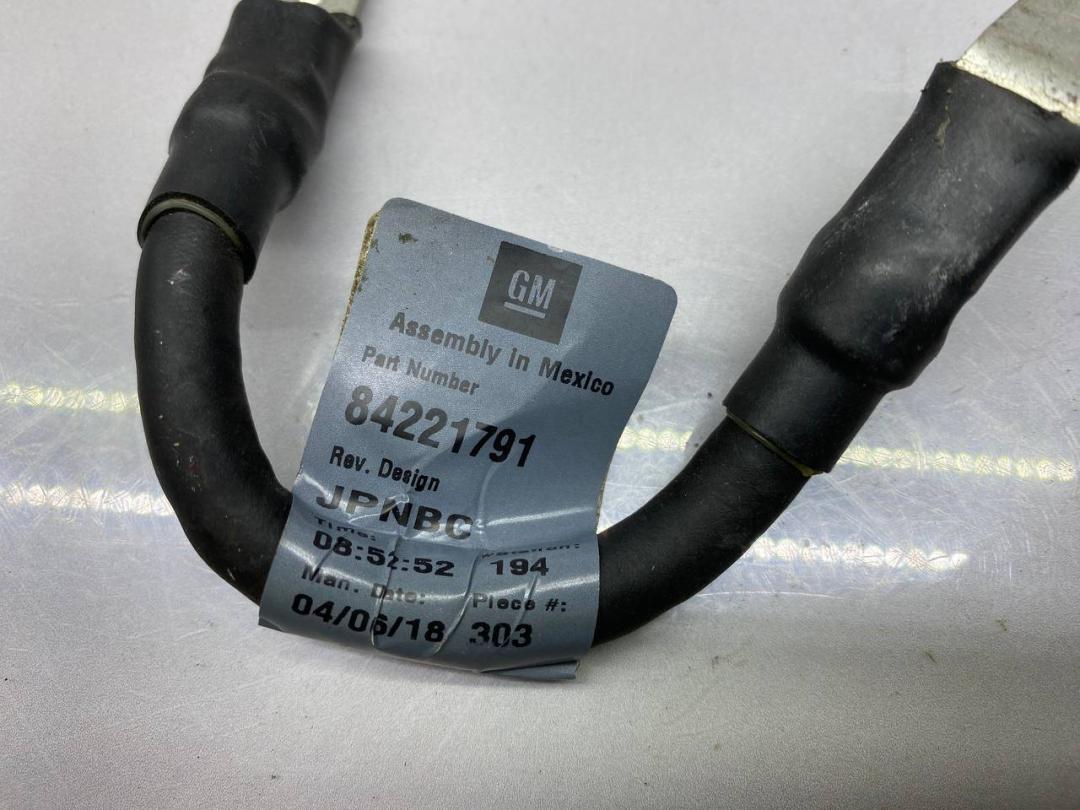 GM
Assembly in Mexico
Part Number
84221791
Rev. Design
JPNBC
Time:
08:52:52 194
Man. Date: Piece #:
04/06/18 303